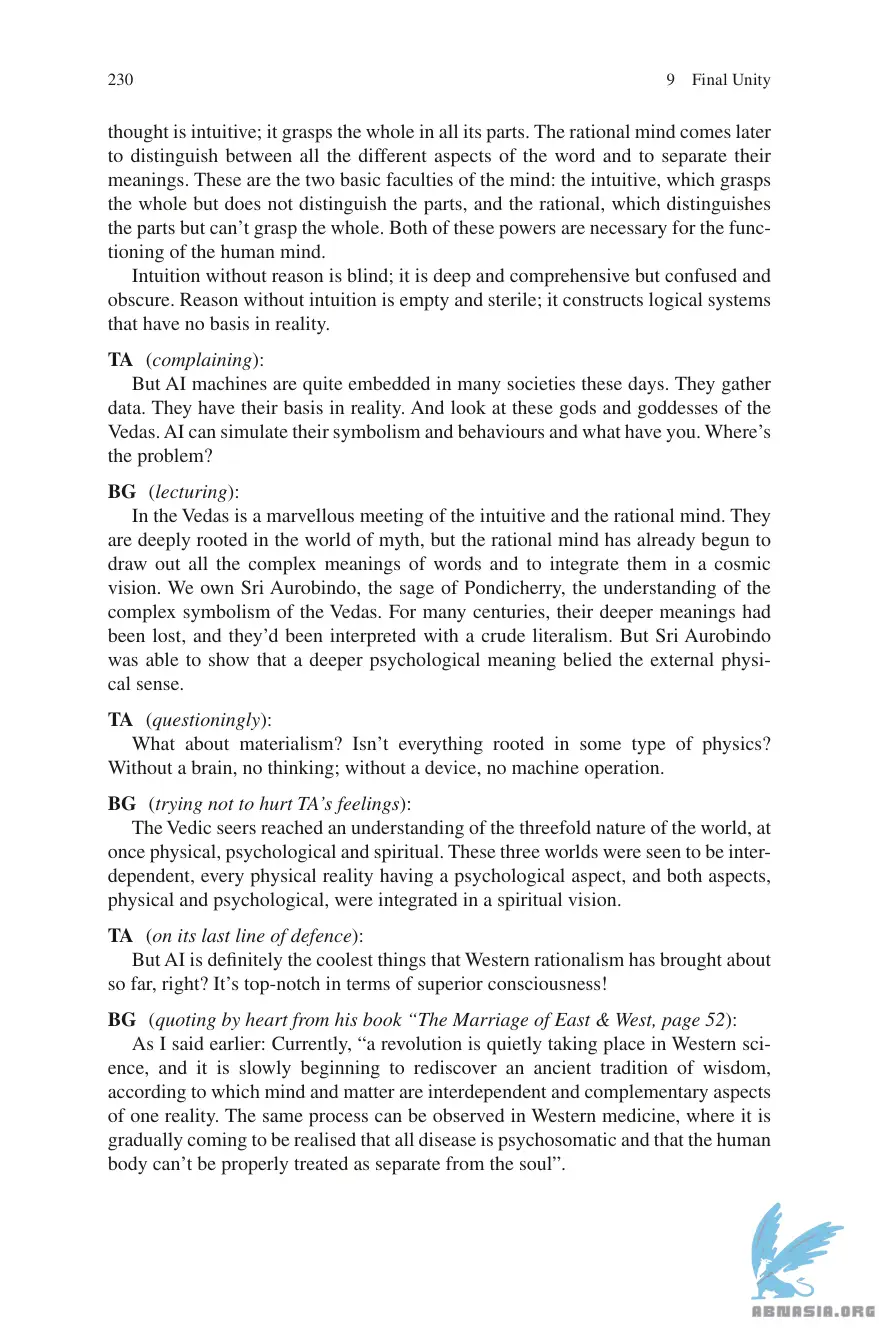 230
9 Final Unity
thought is intuitive; it grasps the whole in all its parts. The rational mind comes later
to distinguish between all the different aspects of the word and to separate their
meanings. These are the two basic faculties of the mind: the intuitive, which grasps
the whole but does not distinguish the parts, and the rational, which distinguishes
the parts but can’t grasp the whole. Both of these powers are necessary for the func-
tioning of the human mind.
Intuition without reason is blind; it is deep and comprehensive but confused and
obscure. Reason without intuition is empty and sterile; it constructs logical systems
that have no basis in reality.
TA (complaining):
But AI machines are quite embedded in many societies these days. They gather
data. They have their basis in reality. And look at these gods and goddesses of the
Vedas. AI can simulate their symbolism and behaviours and what have you. Where’s
the problem?
BG (lecturing):
In the Vedas is a marvellous meeting of the intuitive and the rational mind. They
are deeply rooted in the world of myth, but the rational mind has already begun to
draw out all the complex meanings of words and to integrate them in a cosmic
vision. We own Sri Aurobindo, the sage of Pondicherry, the understanding of the
complex symbolism of the Vedas. For many centuries, their deeper meanings had
been lost, and they’d been interpreted with a crude literalism. But Sri Aurobindo
was able to show that a deeper psychological meaning belied the external physi-
cal sense.
TA (questioningly):
What about materialism? Isn’t everything rooted in some type of physics?
Without a brain, no thinking; without a device, no machine operation.
BG (trying not to hurt TA’s feelings):
The Vedic seers reached an understanding of the threefold nature of the world, at
once physical, psychological and spiritual. These three worlds were seen to be inter-
dependent, every physical reality having a psychological aspect, and both aspects,
physical and psychological, were integrated in a spiritual vision.
TA (on its last line of defence):
But AI is definitely the coolest things that Western rationalism has brought about
so far, right? It’s top-notch in terms of superior consciousness!
BG (quoting by heart from his book “The Marriage of East & West, page 52):
As I said earlier: Currently, “a revolution is quietly taking place in Western sci-
ence, and it is slowly beginning to rediscover an ancient tradition of wisdom,
according to which mind and matter are interdependent and complementary aspects
of one reality. The same process can be observed in Western medicine, where it is
gradually coming to be realised that all disease is psychosomatic and that the human
body can’t be properly treated as separate from the soul”.
ABNASIA.ORG